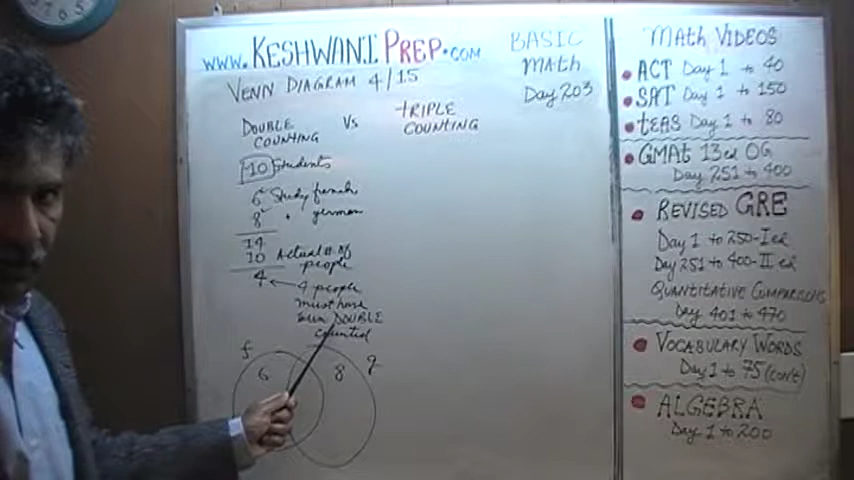 www.KESHWANIPREP.COM
VENN DIAGRAM 4/15
BASIC
Math
Day 203
DOUBLE
COUNTING
VS
TRIPLE
COUNTING
10 Students
6 Study french
8 " german
14
10 Actual # of
people
4 4 people
must have
been DOUBLE
counted
f
6
8
g
Math VIDEOS
ACT Day 1 to 40
SAT Day 1 to 150
tEAS Day 1 to 80
GMAt 13 ed OG
Day 251 to 400
REVISED GRE
Day 1 to 250-I ed
Day 251 to 400-II ed
QUANTITATIVE COMPARISONS
Day 401 to 470
VOCABULARY WORDS
Day 1 to 75 (con't)
ALGEBRA
Day 1 to 200